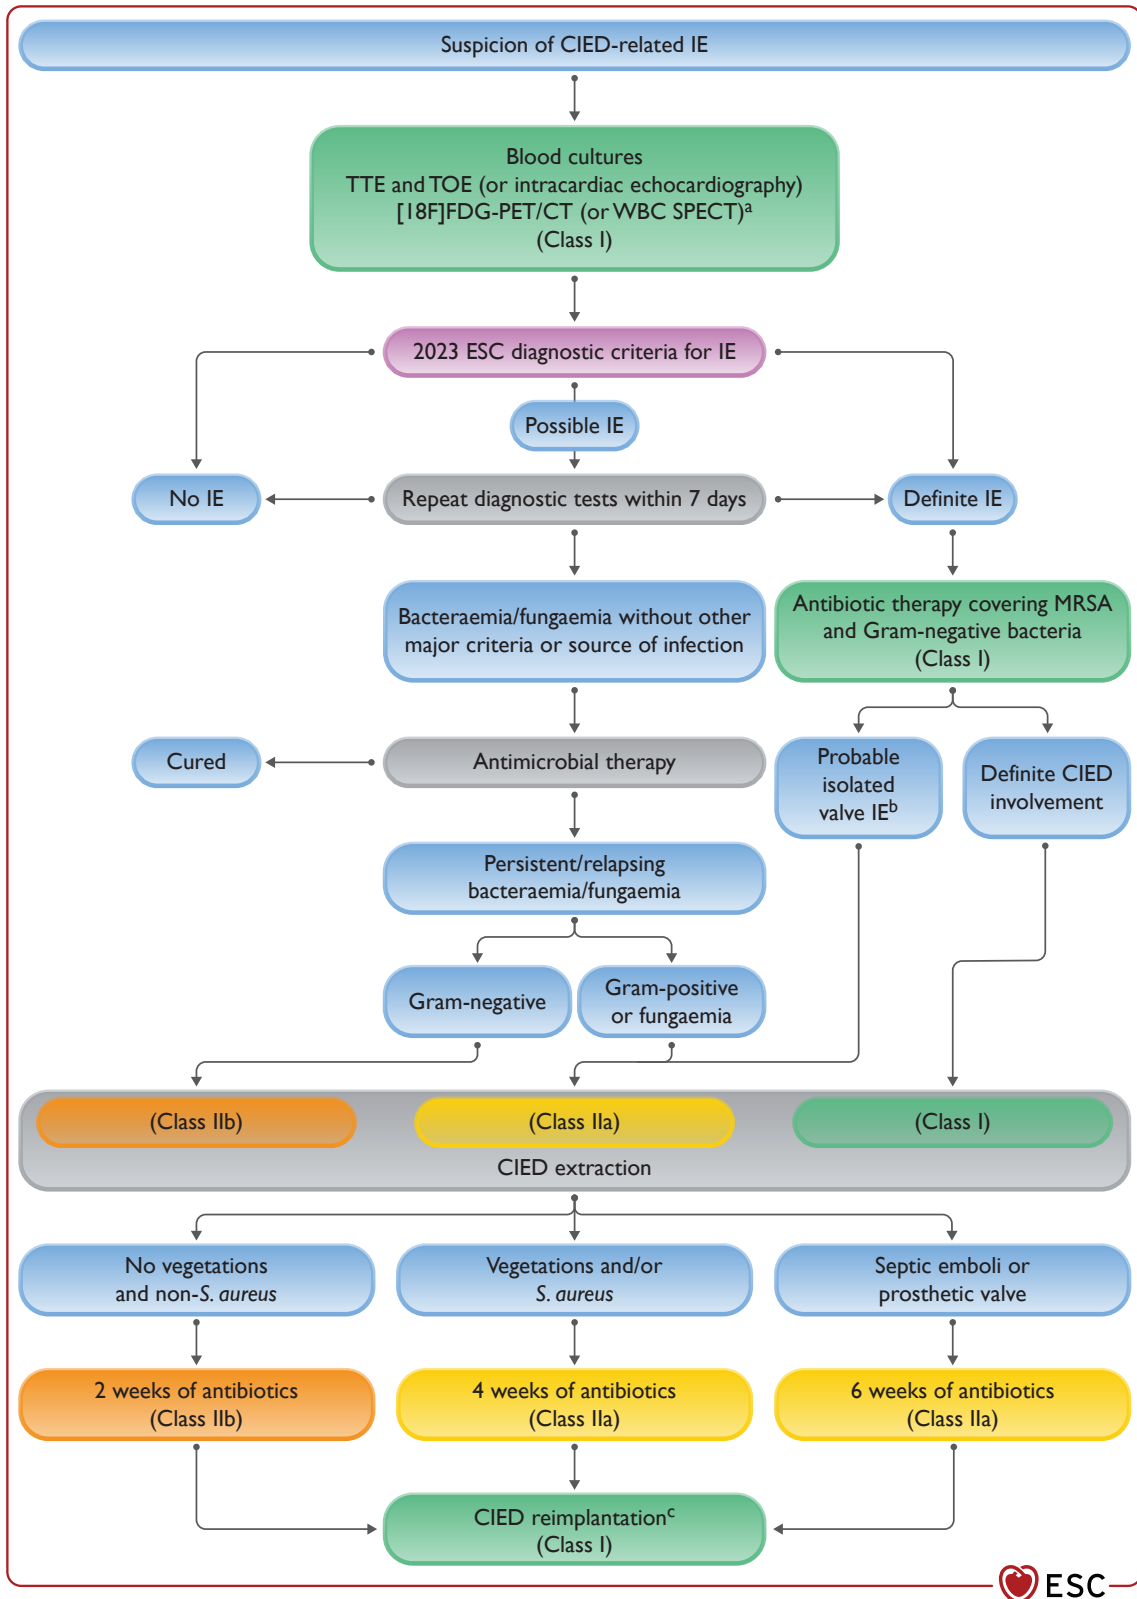 Suspicion of CIED-related IE
Blood cultures
TTE and TOE (or intracardiac echocardiography)
[18F]FDG-PET/CT (or WBC SPECT)a
(Class I)
2023 ESC diagnostic criteria for IE
Possible IE
No IE
Repeat diagnostic tests within 7 days
Definite IE
Bacteraemia/fungaemia without other
major criteria or source of infection
Antibiotic therapy covering MRSA
and Gram-negative bacteria
(Class I)
Cured
Antimicrobial therapy
Probable
isolated
valve IEb
Definite CIED
involvement
Persistent/relapsing
bacteraemia/fungaemia
Gram-negative
Gram-positive
or fungaemia
(Class IIb)
(Class IIa)
(Class I)
CIED extraction
No vegetations
and non-S. aureus
Vegetations and/or
S. aureus
Septic emboli or
prosthetic valve
2 weeks of antibiotics
(Class IIb)
4 weeks of antibiotics
(Class IIa)
6 weeks of antibiotics
(Class IIa)
CIED reimplantationc
(Class I)
ESC